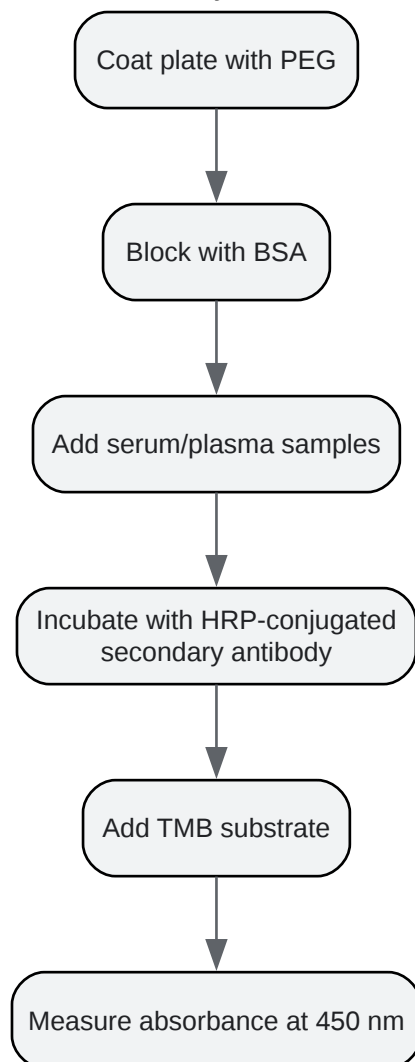 Coat plate with PEG
Block with BSA
Add serum/plasma samples
Incubate with HRP-conjugated
secondary antibody
Add TMB substrate
Measure absorbance at 450 nm